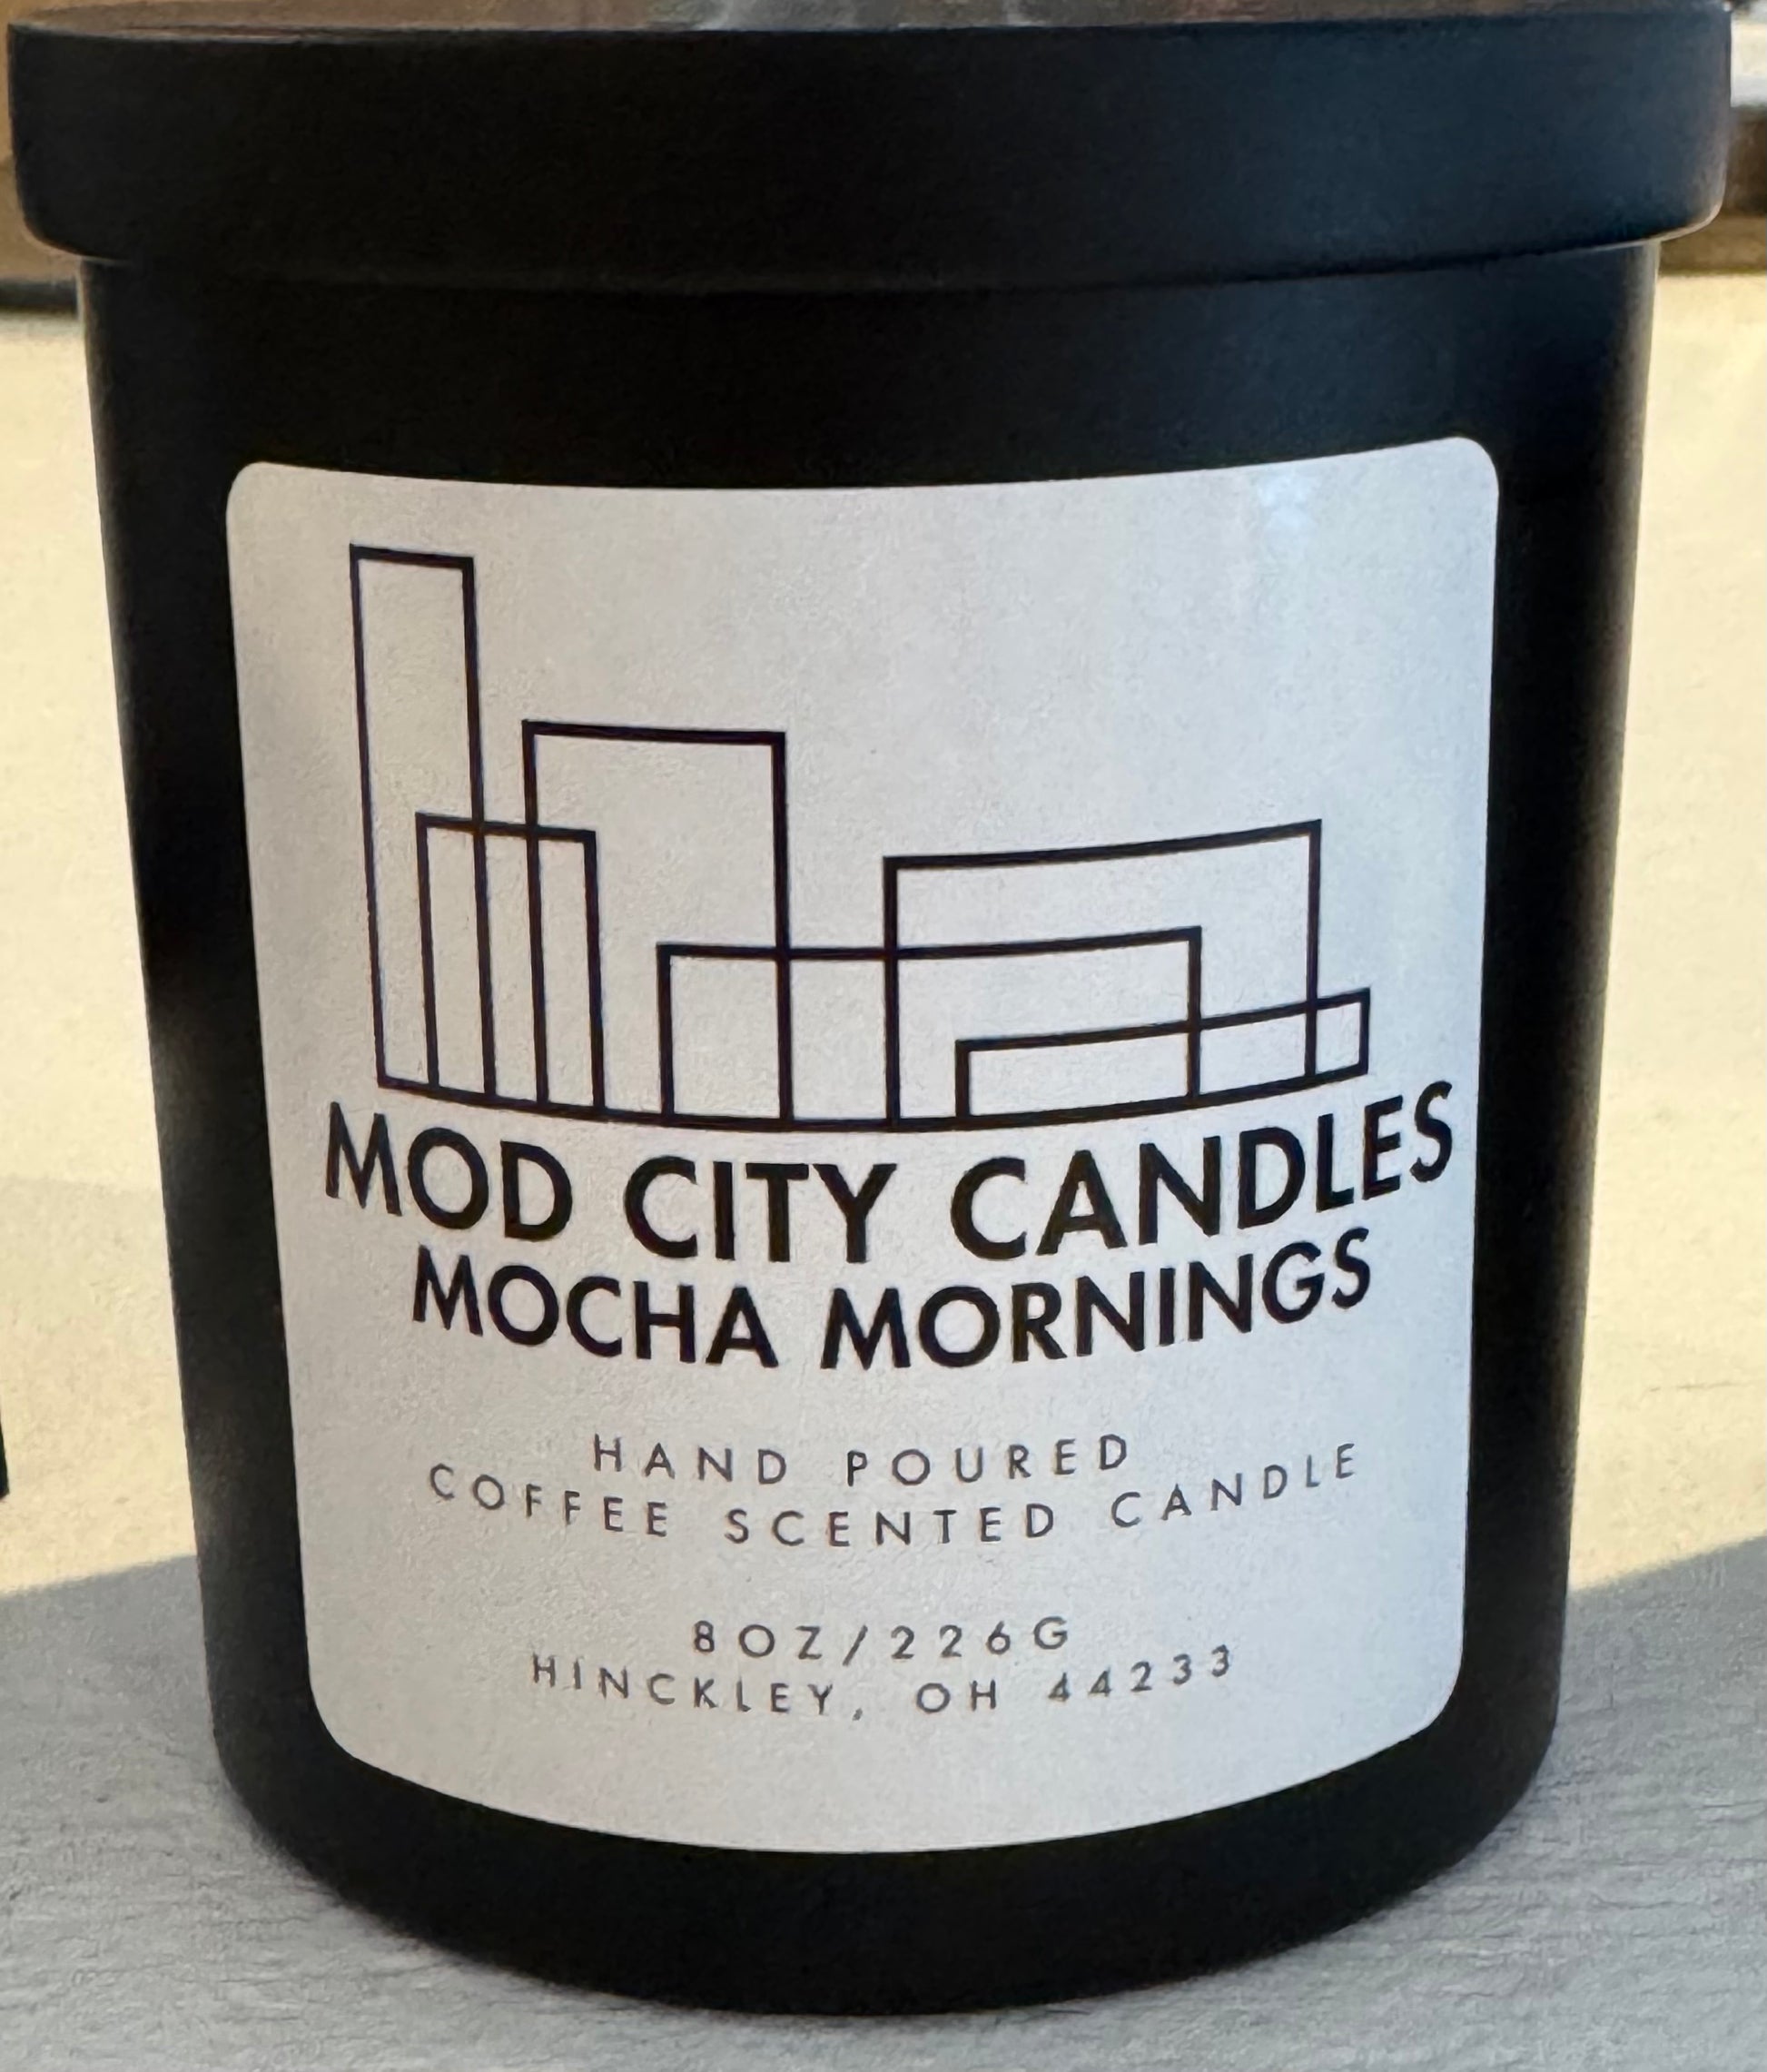 MOD CITY CANDLES
MOCHA MORNINGS
HAND POURED
COFFEE SCENTED CANDLE
8OZ/226G
HINCKLEY, OH 44233